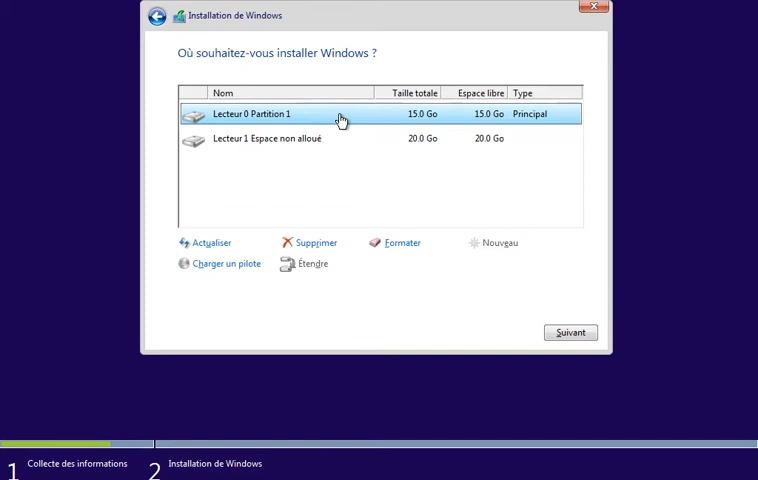 Installation de Windows
Où souhaitez-vous installer Windows ?
Nom Taille totale Espace libre Type
Lecteur 0 Partition 1 15.0 Go 15.0 Go Principal
Lecteur 1 Espace non alloué 20.0 Go 20.0 Go
Actualiser Supprimer Formater Nouveau
Charger un pilote Étendre
Suivant
1 Collecte des informations 2 Installation de Windows